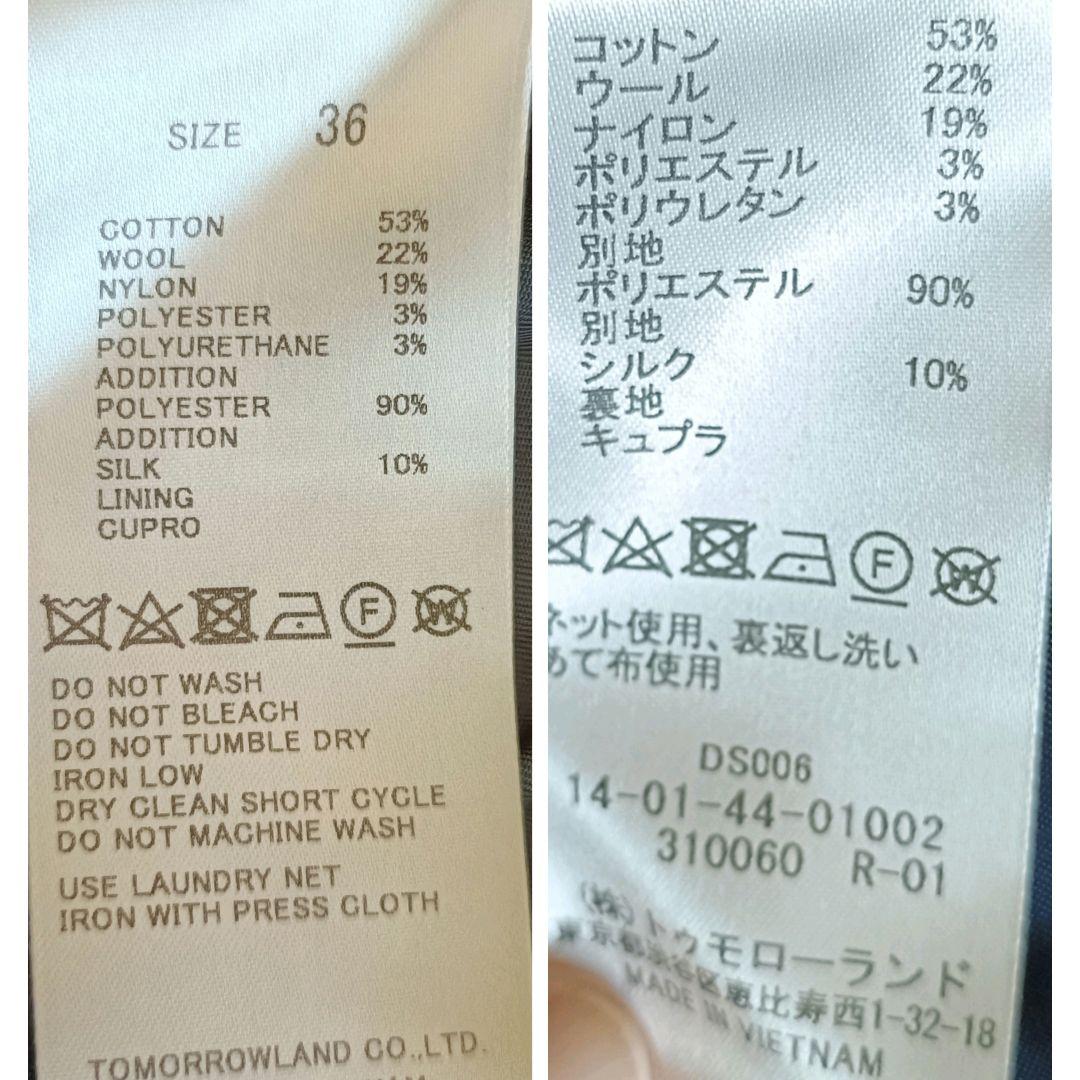 SIZE 36
COTTON 53%
WOOL 22%
NYLON 19%
POLYESTER 3%
POLYURETHANE 3%
ADDITION
POLYESTER 90%
ADDITION
SILK 10%
LINING
CUPRO
F
W
DO NOT WASH
DO NOT BLEACH
DO NOT TUMBLE DRY
IRON LOW
DRY CLEAN SHORT CYCLE
DO NOT MACHINE WASH
USE LAUNDRY NET
IRON WITH PRESS CLOTH
TOMORROWLAND CO.,LTD.
コットン 53%
ウール 22%
ナイロン 19%
ポリエステル 3%
ポリウレタン 3%
別地
ポリエステル 90%
別地
シルク 10%
裏地
キュプラ
F
W
ネット使用、裏返し洗い
あて布使用
DS006
14-01-44-01002
310060 R-01
(株)トゥモローランド
東京都渋谷区恵比寿西1-32-18
MADE IN VIETNAM